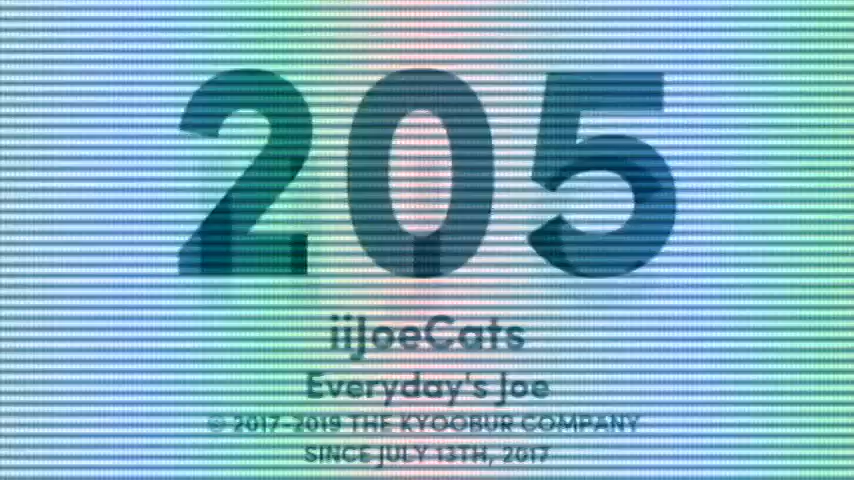 205
iiJoeCats
Everyday's Joe
© 2017-2019 THE KYOOBUR COMPANY
SINCE JULY 13TH, 2017